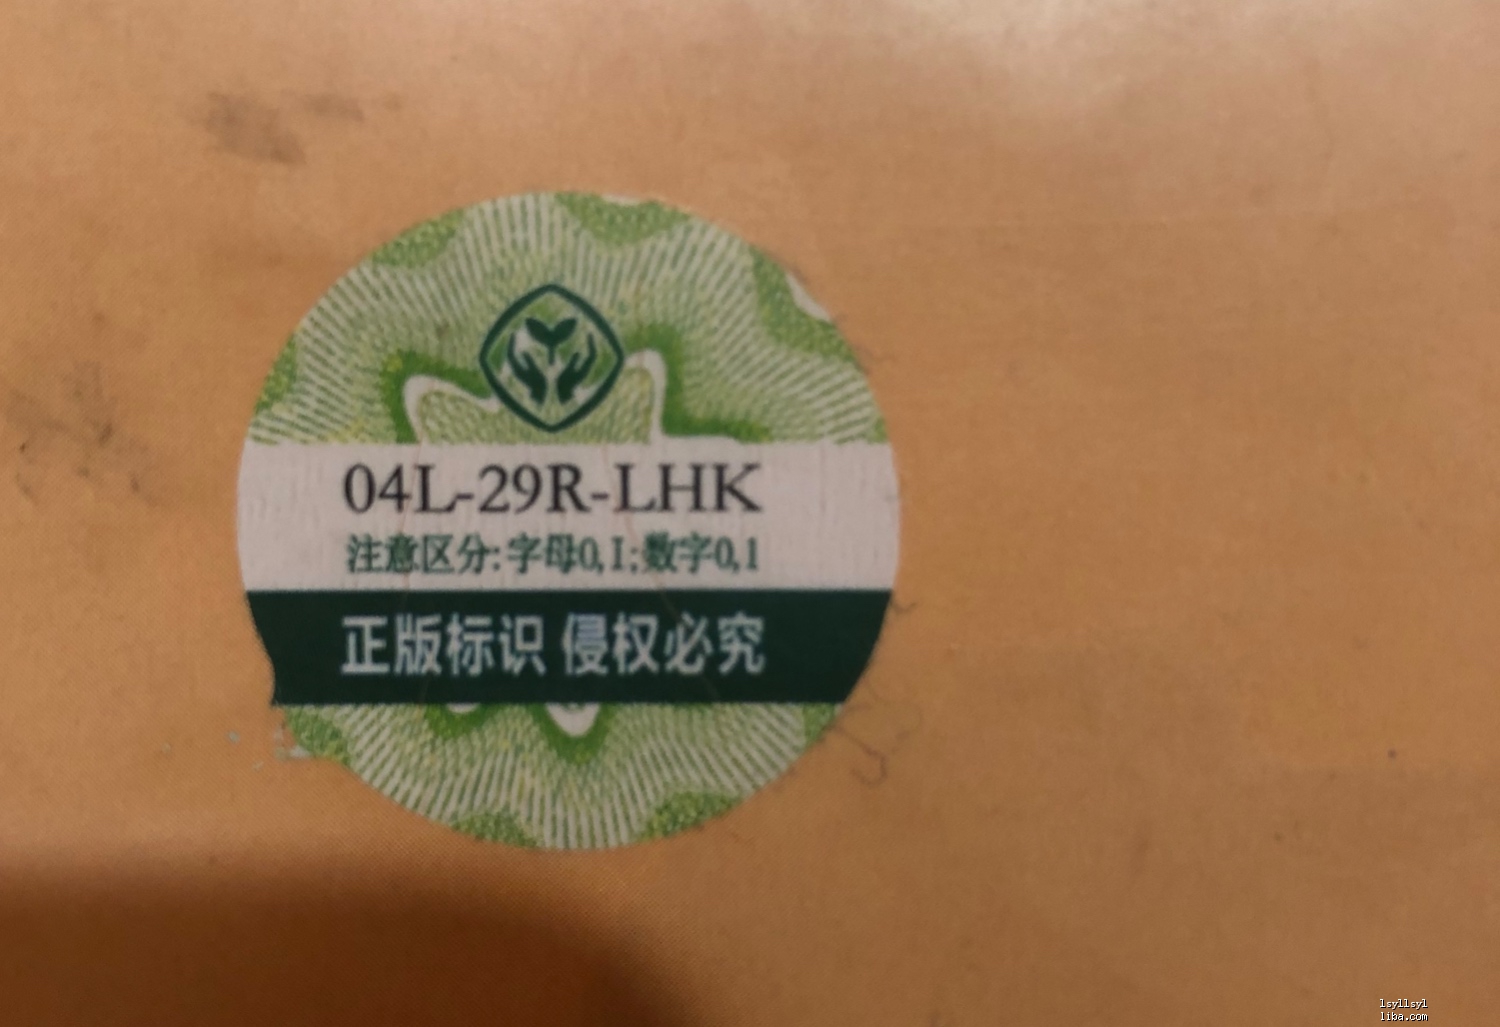 04L-29R-LHK
注意区分:字母O,I;数字0,1
正版标识 侵权必究
lsyllsyl
liba.com